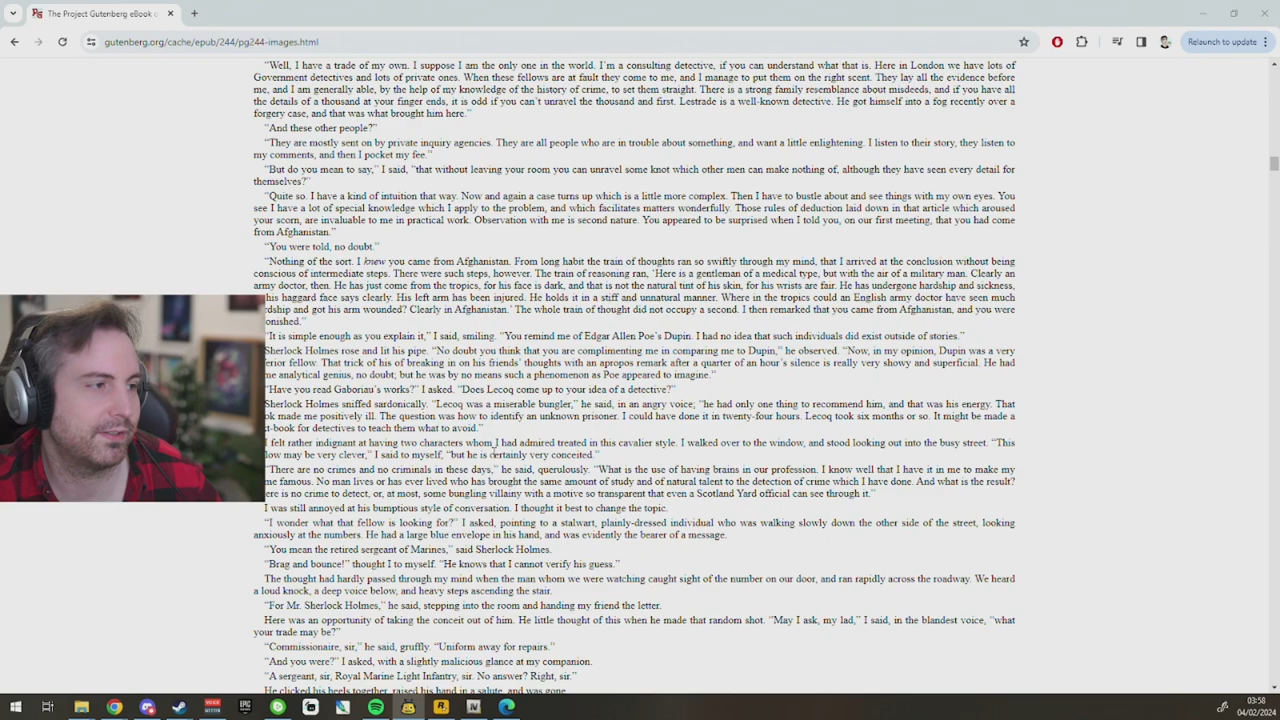 The Project Gutenberg eBook o
gutenberg.org/cache/epub/244/pg244-images.html
Relaunch to update
“Well, I have a trade of my own. I suppose I am the only one in the world. I’m a consulting detective, if you can understand what that is. Here in London we have lots of
Government detectives and lots of private ones. When these fellows are at fault they come to me, and I manage to put them on the right scent. They lay all the evidence before
me, and I am generally able, by the help of my knowledge of the history of crime, to set them straight. There is a strong family resemblance about misdeeds, and if you have all
the details of a thousand at your finger ends, it is odd if you can’t unravel the thousand and first. Lestrade is a well-known detective. He got himself into a fog recently over a
forgery case, and that was what brought him here.”
“And these other people?”
“They are mostly sent on by private inquiry agencies. They are all people who are in trouble about something, and want a little enlightening. I listen to their story, they listen to
my comments, and then I pocket my fee.”
“But do you mean to say,” I said, “that without leaving your room you can unravel some knot which other men can make nothing of, although they have seen every detail for
themselves?”
“Quite so. I have a kind of intuition that way. Now and again a case turns up which is a little more complex. Then I have to bustle about and see things with my own eyes. You
see I have a lot of special knowledge which I apply to the problem, and which facilitates matters wonderfully. Those rules of deduction laid down in that article which aroused
your scorn, are invaluable to me in practical work. Observation with me is second nature. You appeared to be surprised when I told you, on our first meeting, that you had come
from Afghanistan.”
“You were told, no doubt.”
“Nothing of the sort. I knew you came from Afghanistan. From long habit the train of thoughts ran so swiftly through my mind, that I arrived at the conclusion without being
conscious of intermediate steps. There were such steps, however. The train of reasoning ran, ‘Here is a gentleman of a medical type, but with the air of a military man. Clearly an
army doctor, then. He has just come from the tropics, for his face is dark, and that is not the natural tint of his skin, for his wrists are fair. He has undergone hardship and sickness,
his haggard face says clearly. His left arm has been injured. He holds it in a stiff and unnatural manner. Where in the tropics could an English army doctor have seen much
rdship and got his arm wounded? Clearly in Afghanistan.’ The whole train of thought did not occupy a second. I then remarked that you came from Afghanistan, and you were
onished.”
“It is simple enough as you explain it,” I said, smiling. “You remind me of Edgar Allen Poe’s Dupin. I had no idea that such individuals did exist outside of stories.”
Sherlock Holmes rose and lit his pipe. “No doubt you think that you are complimenting me in comparing me to Dupin,” he observed. “Now, in my opinion, Dupin was a very
erior fellow. That trick of his of breaking in on his friends’ thoughts with an apropos remark after a quarter of an hour’s silence is really very showy and superficial. He had
me analytical genius, no doubt; but he was by no means such a phenomenon as Poe appeared to imagine.”
“Have you read Gaboriau’s works?” I asked. “Does Lecoq come up to your idea of a detective?”
Sherlock Holmes sniffed sardonically. “Lecoq was a miserable bungler,” he said, in an angry voice; “he had only one thing to recommend him, and that was his energy. That
ok made me positively ill. The question was how to identify an unknown prisoner. I could have done it in twenty-four hours. Lecoq took six months or so. It might be made a
t-book for detectives to teach them what to avoid.”
I felt rather indignant at having two characters whom I had admired treated in this cavalier style. I walked over to the window, and stood looking out into the busy street. “This
low may be very clever,” I said to myself, “but he is certainly very conceited.”
“There are no crimes and no criminals in these days,” he said, querulously. “What is the use of having brains in our profession. I know well that I have it in me to make my
me famous. No man lives or has ever lived who has brought the same amount of study and of natural talent to the detection of crime which I have done. And what is the result?
ere is no crime to detect, or, at most, some bungling villainy with a motive so transparent that even a Scotland Yard official can see through it.”
I was still annoyed at his bumptious style of conversation. I thought it best to change the topic.
“I wonder what that fellow is looking for?” I asked, pointing to a stalwart, plainly-dressed individual who was walking slowly down the other side of the street, looking
anxiously at the numbers. He had a large blue envelope in his hand, and was evidently the bearer of a message.
“You mean the retired sergeant of Marines,” said Sherlock Holmes.
“Brag and bounce!” thought I to myself. “He knows that I cannot verify his guess.”
The thought had hardly passed through my mind when the man whom we were watching caught sight of the number on our door, and ran rapidly across the roadway. We heard
a loud knock, a deep voice below, and heavy steps ascending the stair.
“For Mr. Sherlock Holmes,” he said, stepping into the room and handing my friend the letter.
Here was an opportunity of taking the conceit out of him. He little thought of this when he made that random shot. “May I ask, my lad,” I said, in the blandest voice, “what
your trade may be?”
“Commissionaire, sir,” he said, gruffly. “Uniform away for repairs.”
“And you were?” I asked, with a slightly malicious glance at my companion.
“A sergeant, sir, Royal Marine Light Infantry, sir. No answer? Right, sir.”
He clicked his heels together, raised his hand in a salute, and was gone.
03:58
04/02/2024